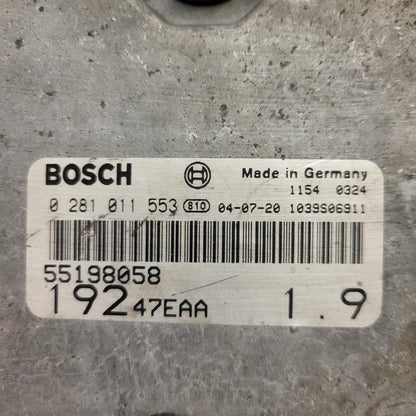 BOSCH Made in Germany
1154 0324
0 281 011 553 810 04-07-20 1039S06911
55198058
19247EAA 1.9